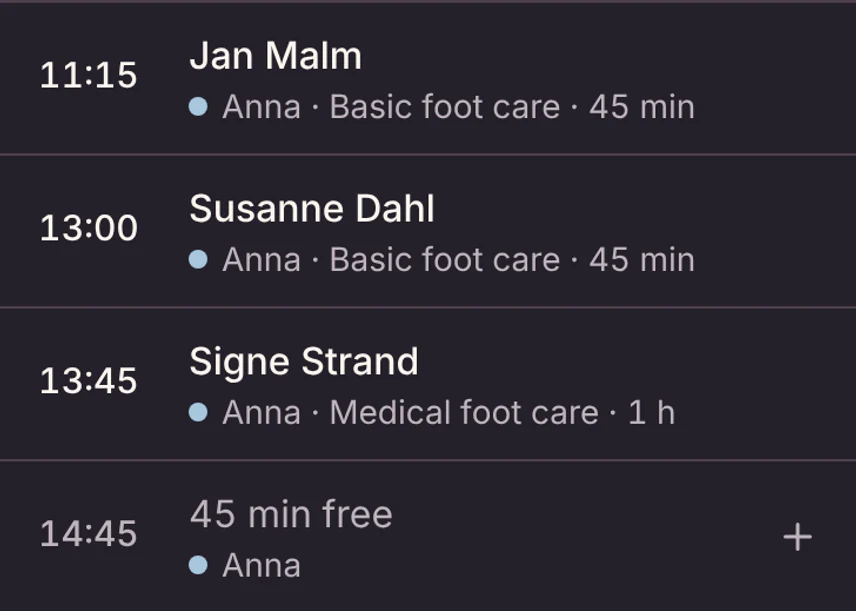 11:15
Jan Malm
Anna · Basic foot care · 45 min
13:00
Susanne Dahl
Anna · Basic foot care · 45 min
13:45
Signe Strand
Anna · Medical foot care · 1 h
14:45
45 min free
Anna
+